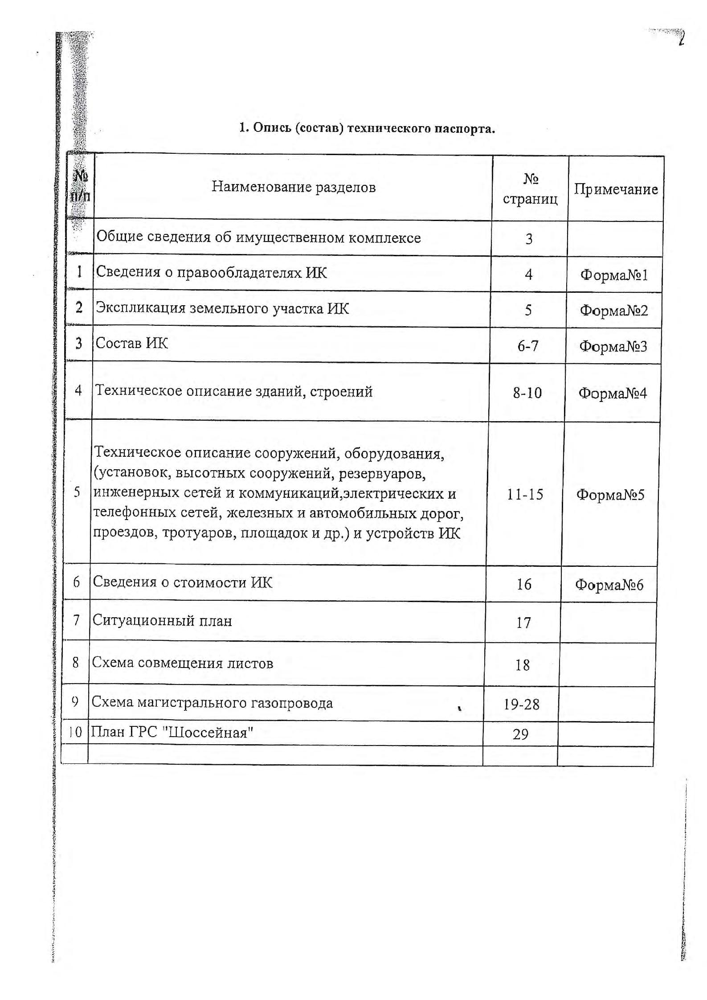 2
1. Опись (состав) технического паспорта.
№ п/п Наименование разделов № страниц Примечание
Общие сведения об имущественном комплексе 3
1 Сведения о правообладателях ИК 4 Форма№1
2 Экспликация земельного участка ИК 5 Форма№2
3 Состав ИК 6-7 Форма№3
4 Техническое описание зданий, строений 8-10 Форма№4
Техническое описание сооружений, оборудования,
(установок, высотных сооружений, резервуаров,
5 инженерных сетей и коммуникаций,электрических и 11-15 Форма№5
телефонных сетей, железных и автомобильных дорог,
проездов, тротуаров, площадок и др.) и устройств ИК
6 Сведения о стоимости ИК 16 Форма№6
7 Ситуационный план 17
8 Схема совмещения листов 18
9 Схема магистрального газопровода 19-28
10 План ГРС "Шоссейная" 29